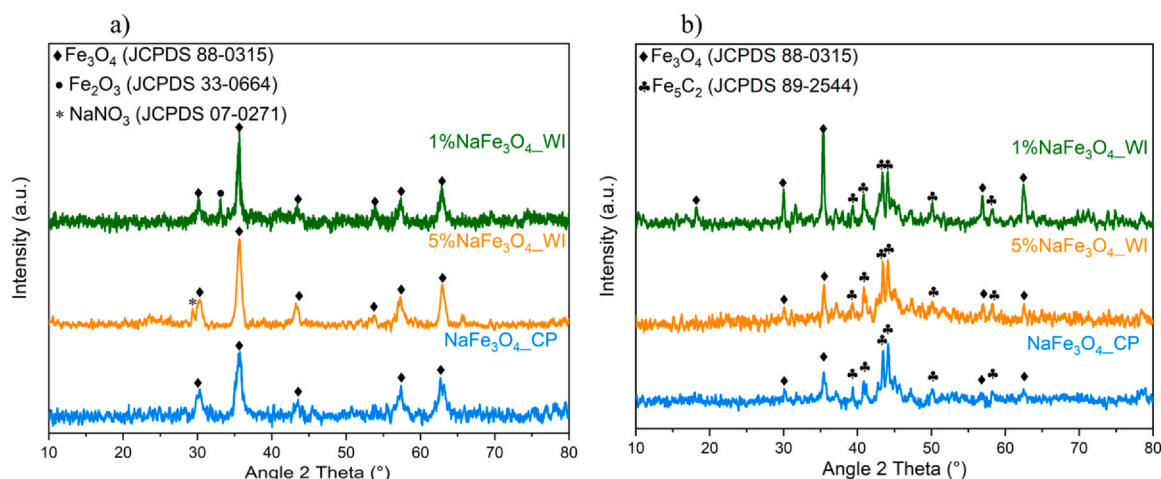 a)
◆Fe₃O₄ (JCPDS 88-0315)
● Fe₂O₃ (JCPDS 33-0664)
* NaNO₃ (JCPDS 07-0271)
1%NaFe₃O₄_WI
5%NaFe₃O₄_WI
NaFe₃O₄_CP
Intensity (a.u.)
10 20 30 40 50 60 70 80
Angle 2 Theta (°)
b)
◆Fe₃O₄ (JCPDS 88-0315)
♣Fe₅C₂ (JCPDS 89-2544)
1%NaFe₃O₄_WI
5%NaFe₃O₄_WI
NaFe₃O₄_CP
Intensity (a.u.)
10 20 30 40 50 60 70 80
Angle 2 Theta (°)